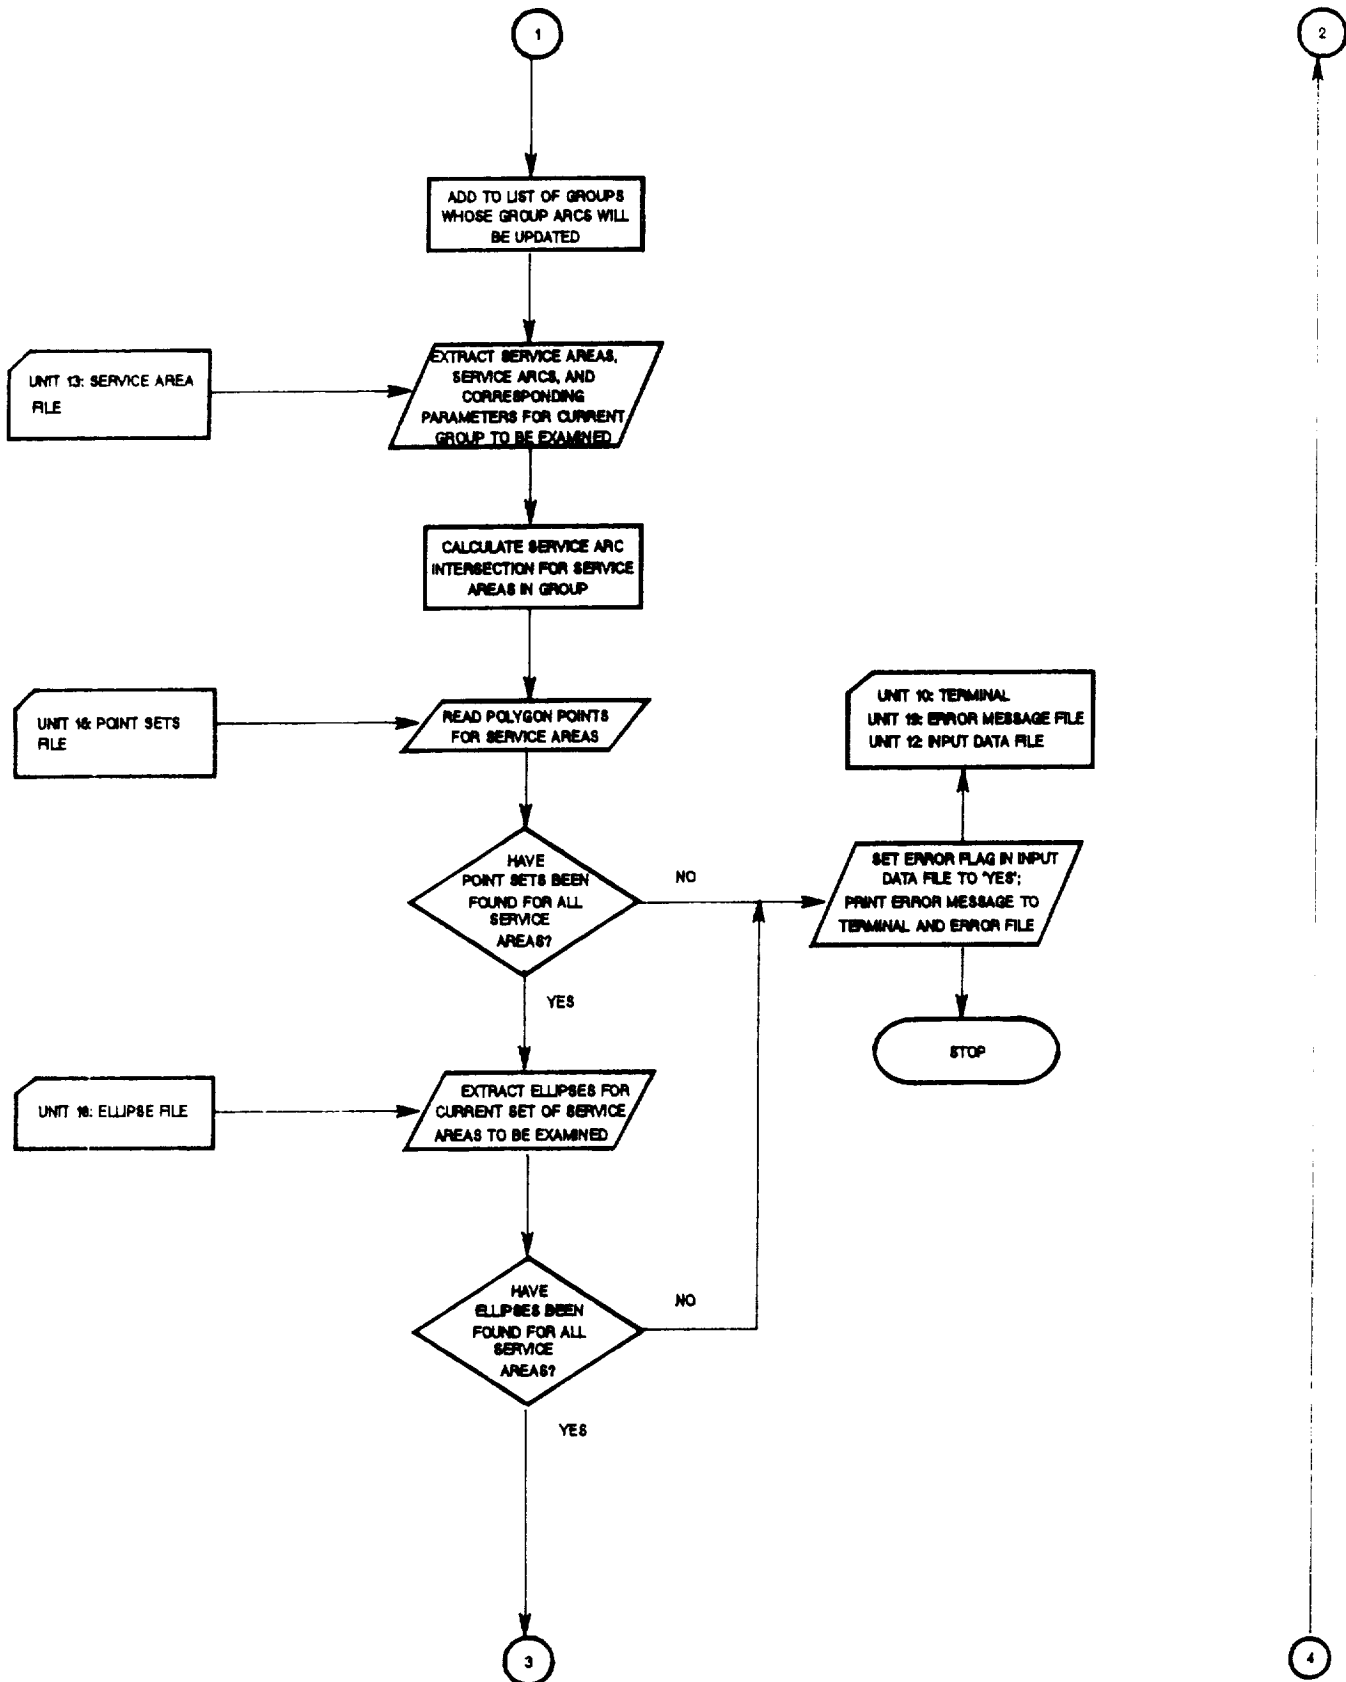 1
2
ADD TO LIST OF GROUPS
WHOSE GROUP ARCS WILL
BE UPDATED
UNIT 13: SERVICE AREA
FILE
EXTRACT SERVICE AREAS,
SERVICE ARCS, AND
CORRESPONDING
PARAMETERS FOR CURRENT
GROUP TO BE EXAMINED
CALCULATE SERVICE ARC
INTERSECTION FOR SERVICE
AREAS IN GROUP
UNIT POINT SETS
FILE
READ POLYGON POINTS
FOR SERVICE AREAS
UNIT 10: TERMINAL
UNIT 19: ERROR MESSAGE FILE
UNIT 12: INPUT DATA FILE
HAVE
POINT SETS BEEN
FOUND FOR ALL
SERVICE
AREAS?
NO
SET ERROR FLAG IN INPUT
DATA FILE TO 'YES';
PRINT ERROR MESSAGE TO
TERMINAL AND ERROR FILE
YES
STOP
UNIT ELLIPSE FILE
EXTRACT ELLIPSES FOR
CURRENT SET OF SERVICE
AREAS TO BE EXAMINED
HAVE
ELLIPSES BEEN
FOUND FOR ALL
SERVICE
AREAS?
NO
YES
3
4